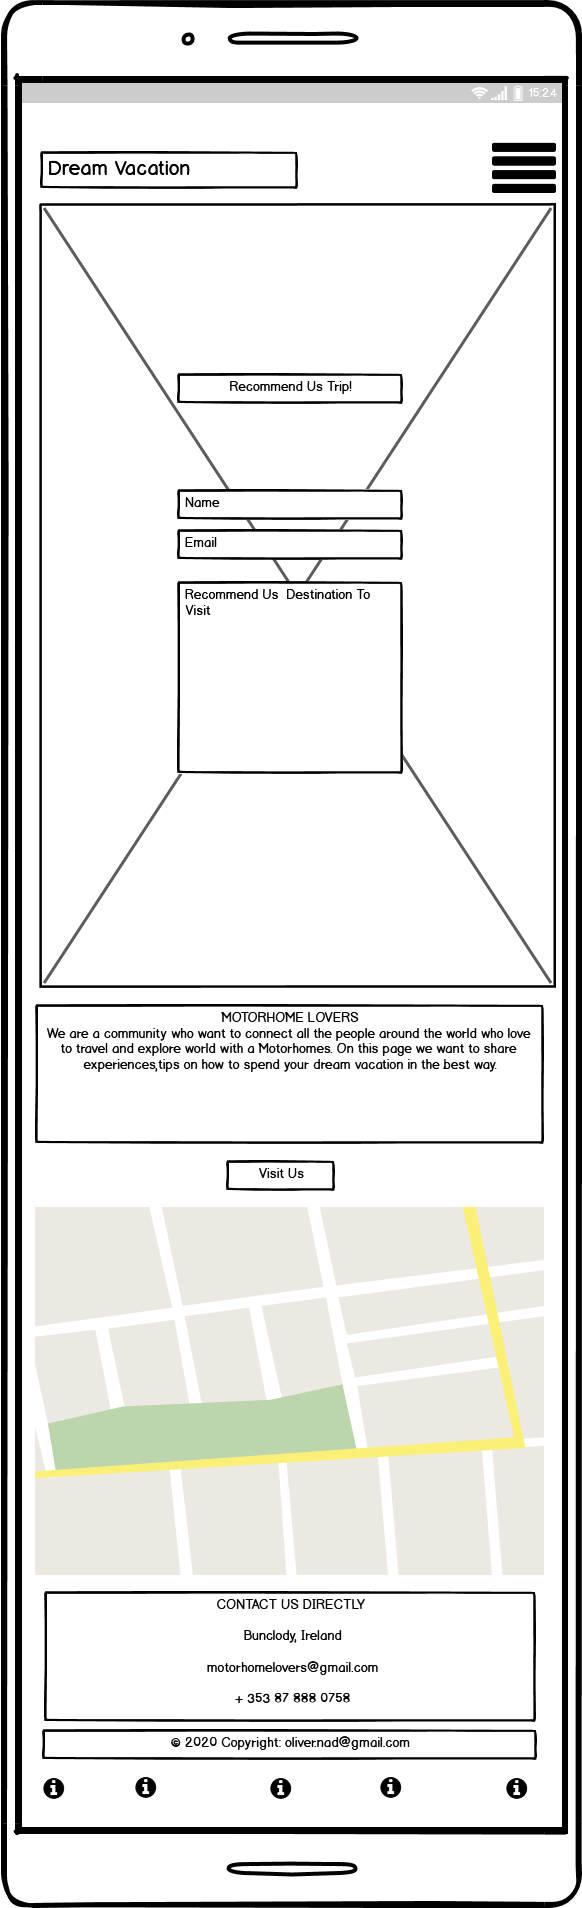 15:24
Dream Vacation
Recommend Us Trip!
Name
Email
Recommend Us Destination To
Visit
MOTORHOME LOVERS
We are a community who want to connect all the people around the world who love
to travel and explore world with a Motorhomes. On this page we want to share
experiences,tips on how to spend your dream vacation in the best way.
Visit Us
CONTACT US DIRECTLY
Bunclody, Ireland
motorhomelovers@gmail.com
+ 353 87 888 0758
© 2020 Copyright: oliver.nad@gmail.com